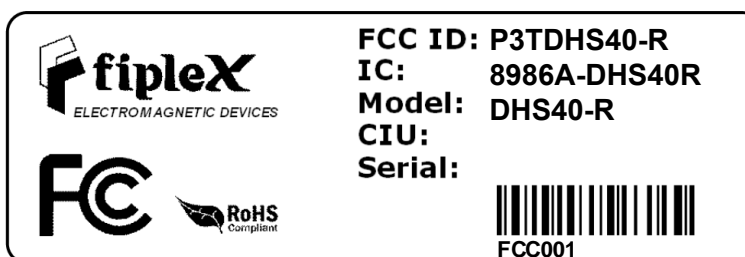 fipleX
ELECTROMAGNETIC DEVICES
FC
RoHS
Compliant
FCC ID: P3TDHS40-R
IC: 8986A-DHS40R
Model: DHS40-R
CIU:
Serial:
FCC001